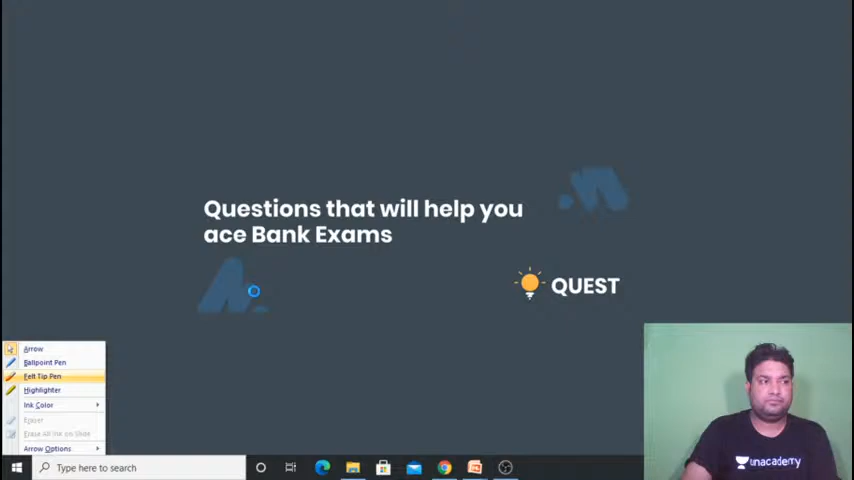 Questions that will help you
ace Bank Exams
QUEST
Arrow
Ballpoint Pen
Felt Tip Pen
Highlighter
Ink Color
Eraser
Erase All Ink on Slide
Arrow Options
Type here to search
unacademy